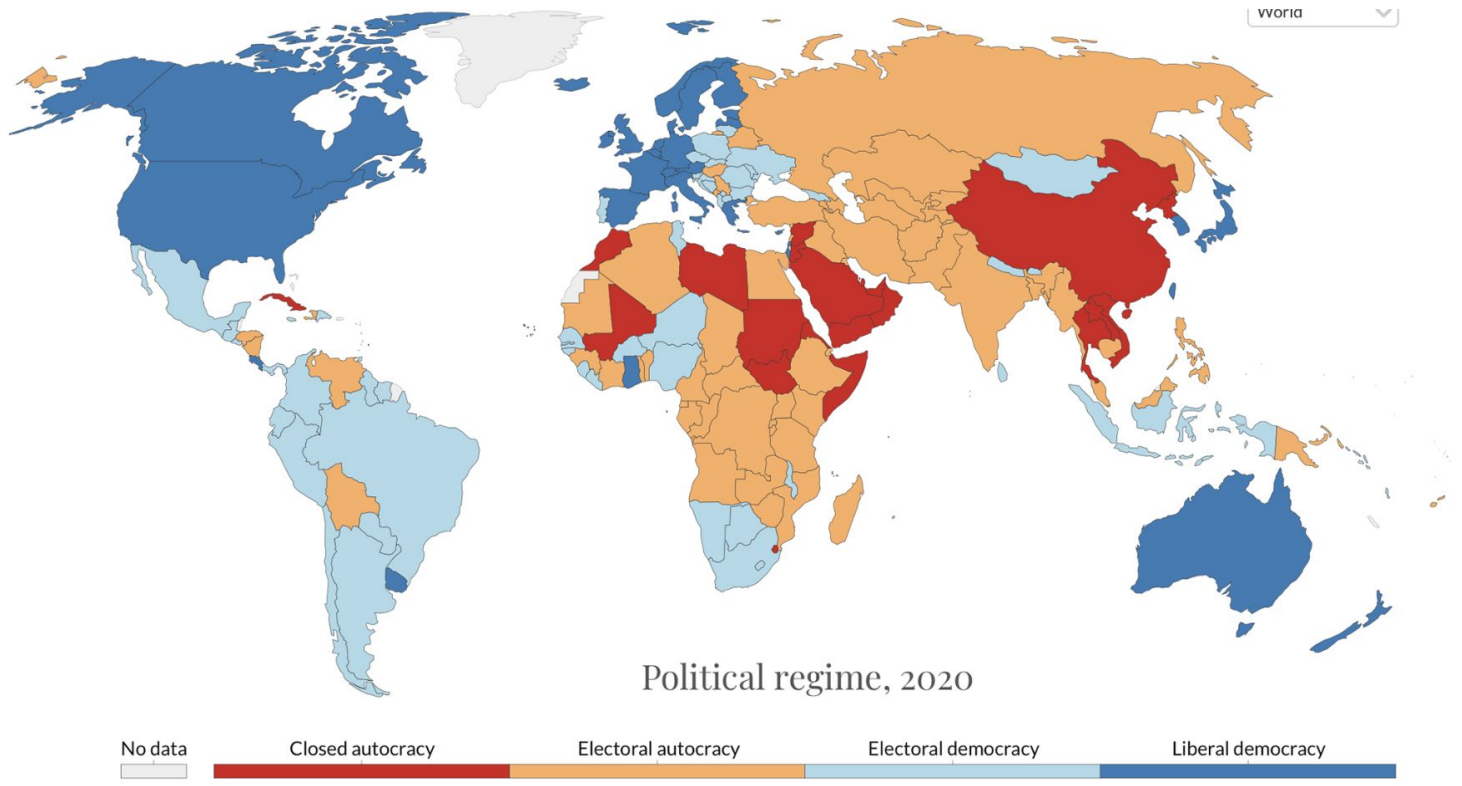 World
Political regime, 2020
No data
Closed autocracy
Electoral autocracy
Electoral democracy
Liberal democracy